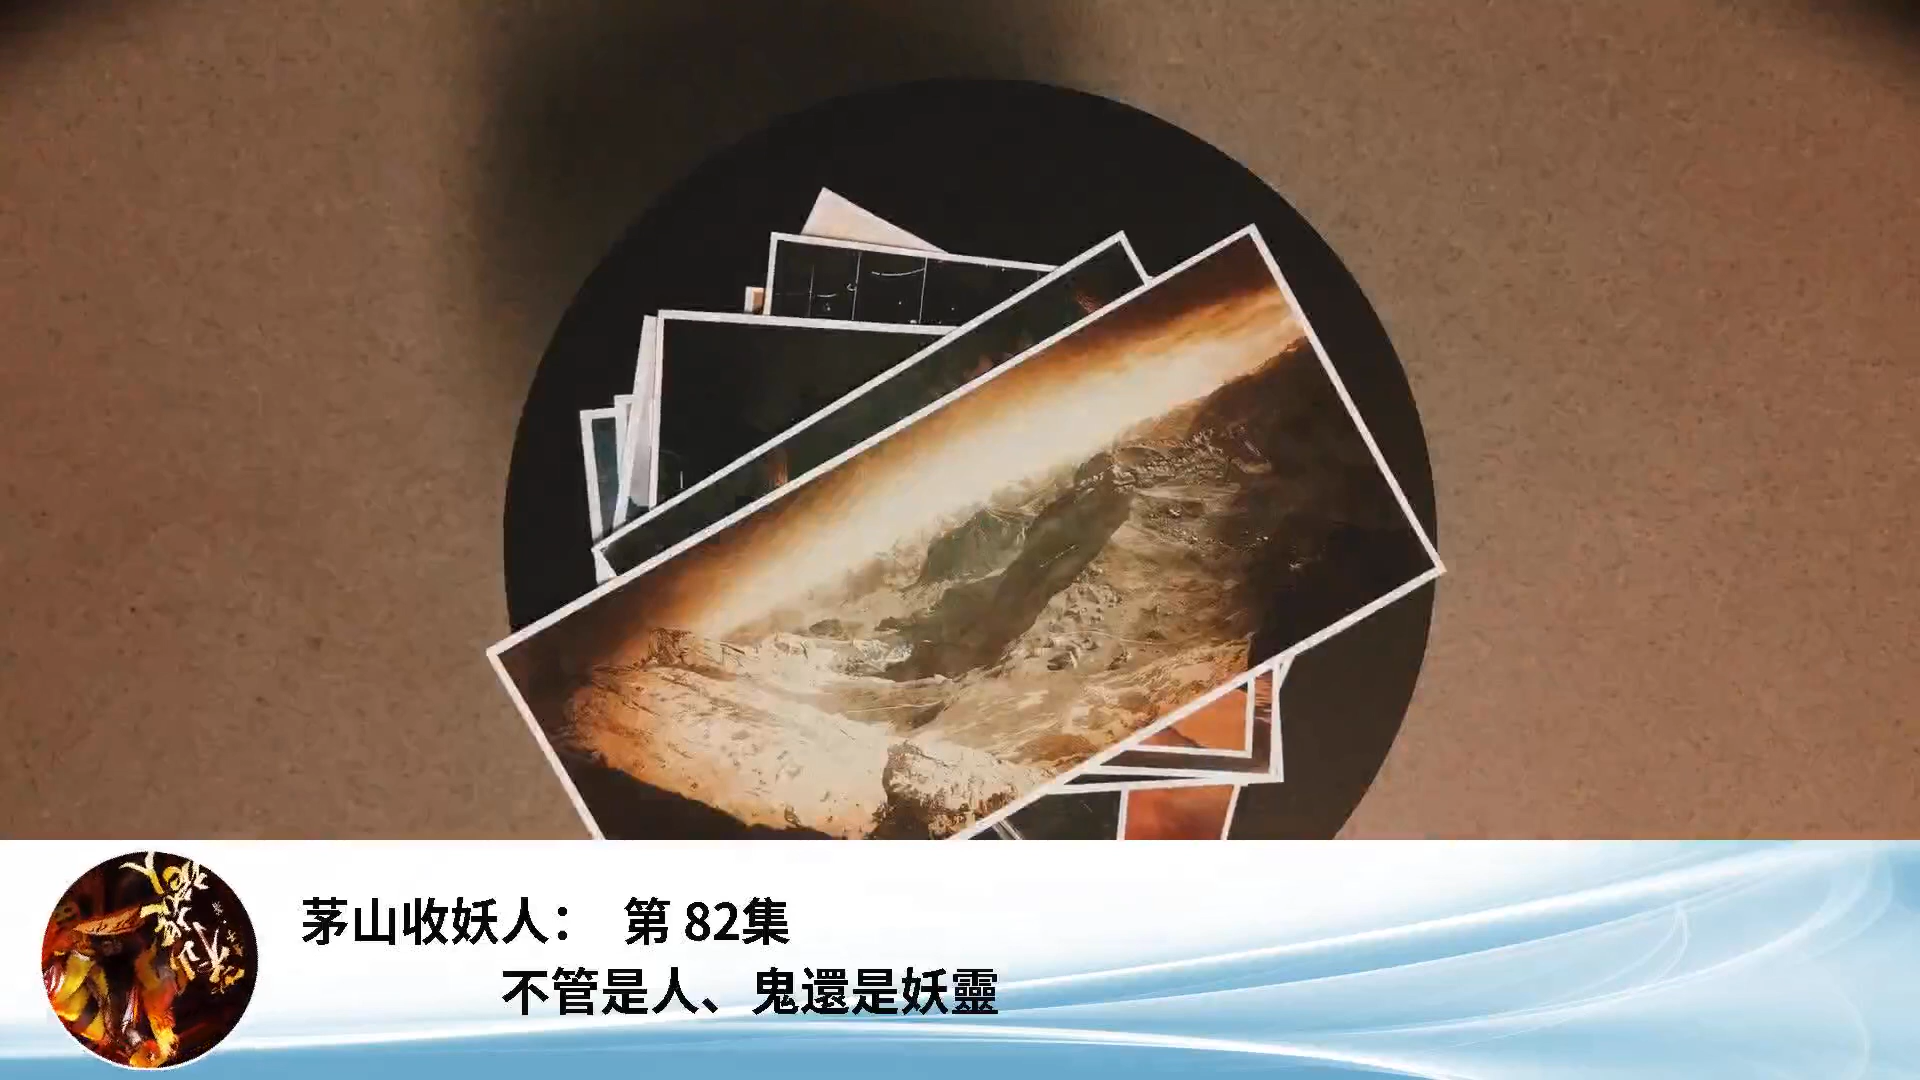 茅山收妖人： 第 82集
不管是人、鬼還是妖靈